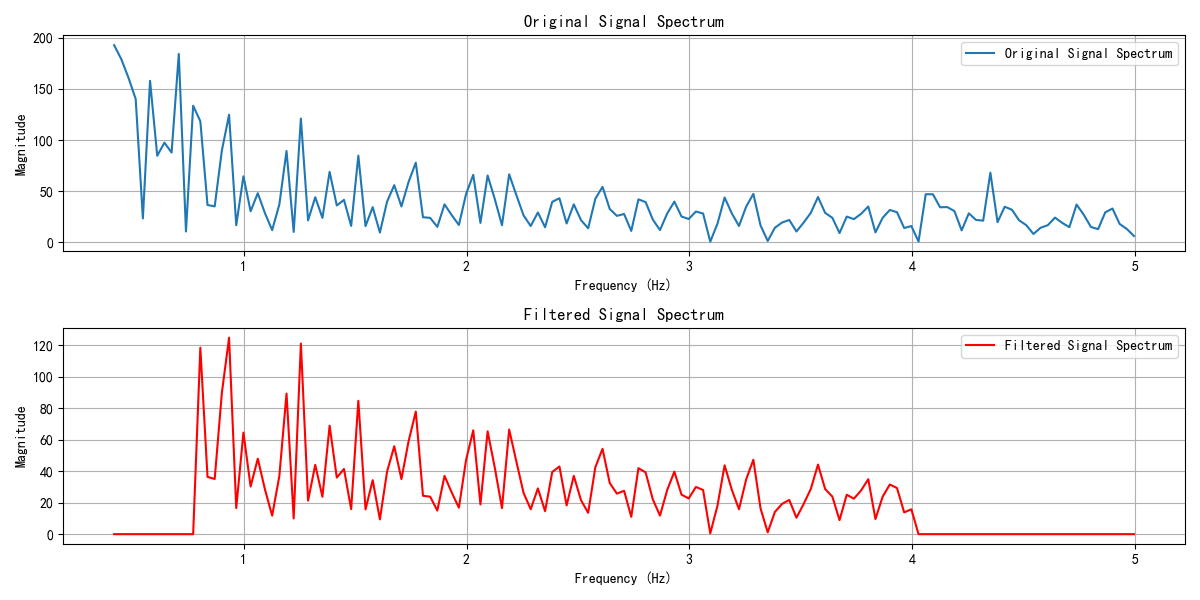 Original Signal Spectrum
200
150
100
50
0
Magnitude
Original Signal Spectrum
1 2 3 4 5
Frequency (Hz)
Filtered Signal Spectrum
120
100
80
60
40
20
0
Magnitude
Filtered Signal Spectrum
1 2 3 4 5
Frequency (Hz)